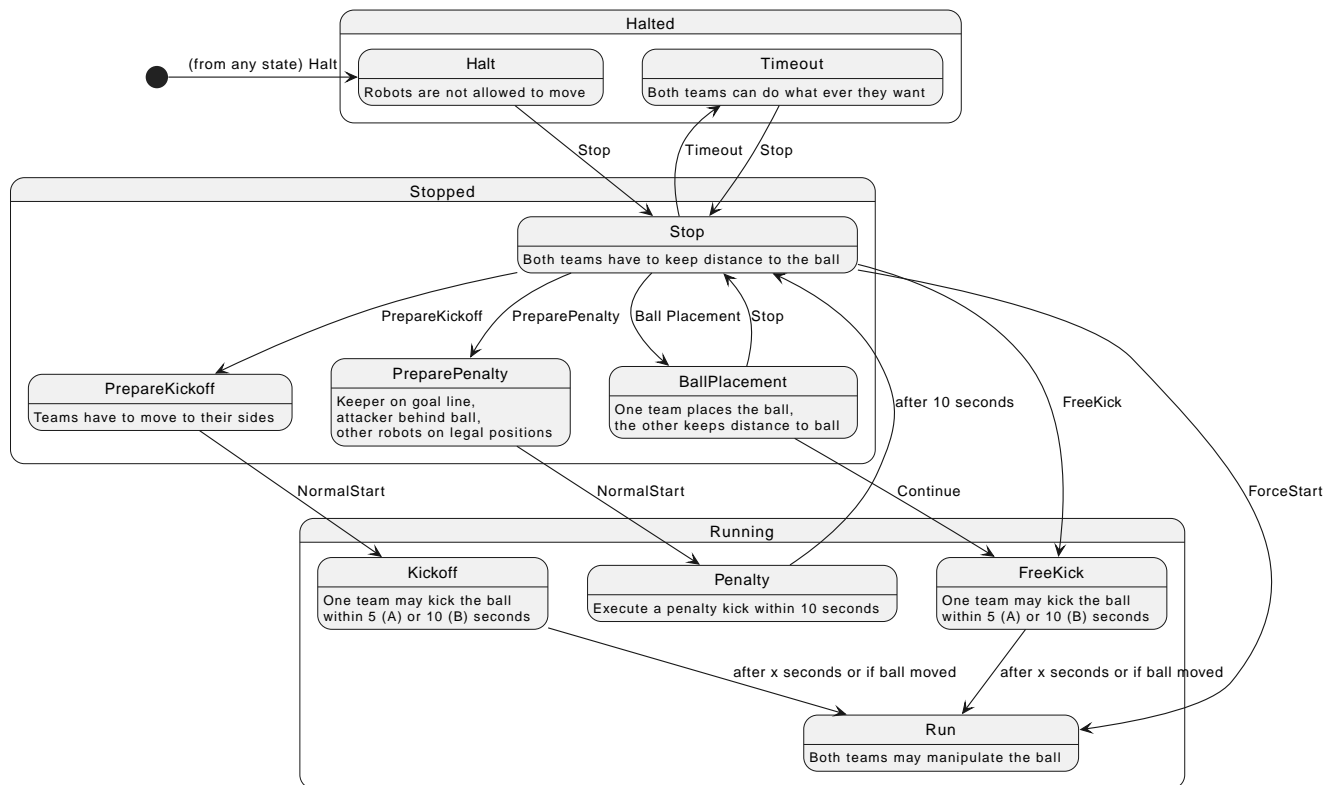 Halted
(from any state) Halt
Halt
Robots are not allowed to move
Timeout
Both teams can do what ever they want
Stop
Timeout
Stop
Stopped
Stop
Both teams have to keep distance to the ball
PrepareKickoff
PreparePenalty
Ball Placement
Stop
PrepareKickoff
Teams have to move to their sides
PreparePenalty
Keeper on goal line,
attacker behind ball,
other robots on legal positions
BallPlacement
One team places the ball,
the other keeps distance to ball
after 10 seconds
FreeKick
NormalStart
NormalStart
Continue
ForceStart
Running
Kickoff
One team may kick the ball
within 5 (A) or 10 (B) seconds
Penalty
Execute a penalty kick within 10 seconds
FreeKick
One team may kick the ball
within 5 (A) or 10 (B) seconds
after x seconds or if ball moved
after x seconds or if ball moved
Run
Both teams may manipulate the ball